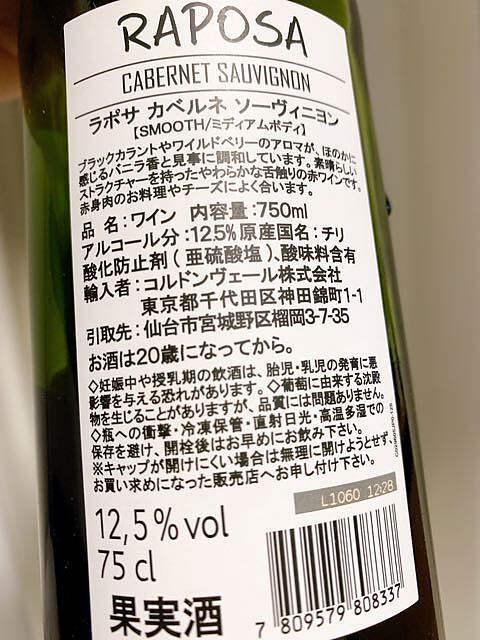 RAPOSA
CABERNET SAUVIGNON
ラポサ カベルネ ソーヴィニヨン
【SMOOTH/ミディアムボディ】
ブラックカラントやワイルドベリーのアロマが、ほのかに
感じるバニラ香と見事に調和しています。素晴らしい
ストラクチャーを持ったやわらかな舌触りの赤ワインです。
赤身肉のお料理やチーズによく合います。
品 名：ワイン 内容量：750ml
アルコール分：12.5% 原産国名：チリ
酸化防止剤(亜硫酸塩)、酸味料含有
輸入者：コルドンヴェール株式会社
東京都千代田区神田錦町1-1
引取先：仙台市宮城野区榴岡3-7-35
お酒は20歳になってから。
◇妊娠中や授乳期の飲酒は、胎児・乳児の発育に悪
影響を与える恐れがあります。◇葡萄に由来する沈殿
物を生じることがありますが、品質には問題ありません。
◇瓶への衝撃・冷凍保管・直射日光・高温多湿での
保存を避け、開栓後はお早めにお飲み下さい。
※キャップが開けにくい場合は無理に開けようとせず、
お買い求めになった販売店へお申し付け下さい。
L1060 12:28
12,5% vol
75 cl
果実酒
7 809579 808337